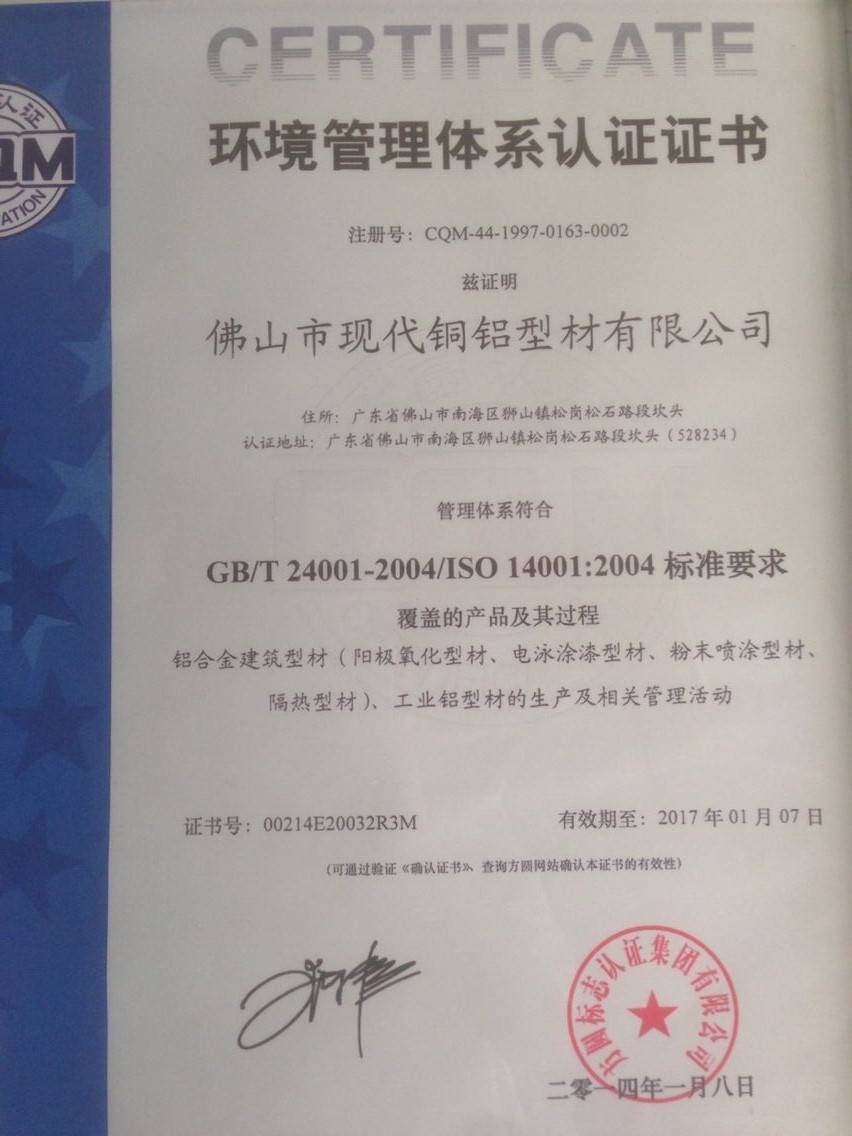 CERTIFICATE
认证
QM
ATION
环境管理体系认证证书
注册号：CQM-44-1997-0163-0002
兹证明
佛山市现代铜铝型材有限公司
住所：广东省佛山市南海区狮山镇松岗松石路段坎头
认证地址：广东省佛山市南海区狮山镇松岗松石路段坎头（528234）
管理体系符合
GB/T 24001-2004/ISO 14001:2004 标准要求
覆盖的产品及其过程
铝合金建筑型材（阳极氧化型材、电泳涂漆型材、粉末喷涂型材、
隔热型材）、工业铝型材的生产及相关管理活动
证书号：00214E20032R3M
有效期至：2017 年 01 月 07 日
（可通过验证《确认证书》、查询方圆网站确认本证书的有效性）
方圆标志认证集团有限公司
二零一四年一月八日